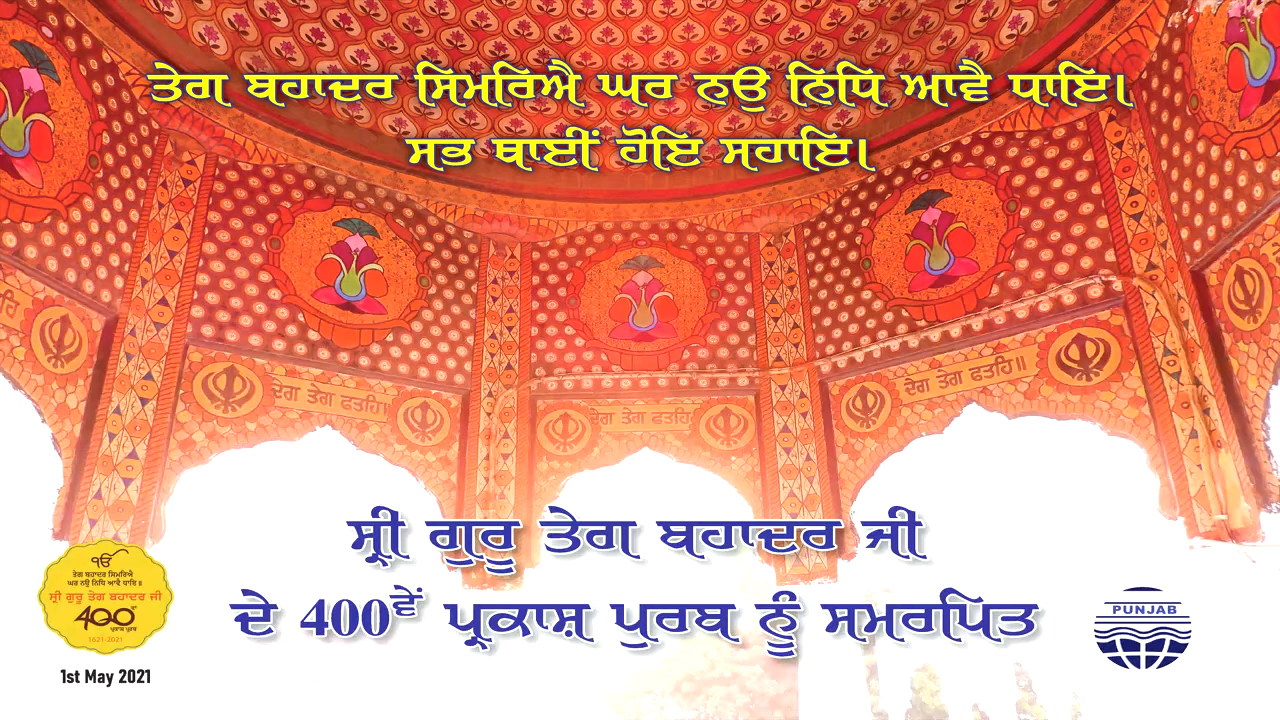 ਤੇਗ ਬਹਾਦਰ ਸਿਮਰਿਐ ਘਰ ਨਉ ਨਿਧਿ ਆਵੈ ਧਾਇ।
ਸਭ ਥਾਈਂ ਹੋਇ ਸਹਾਇ।
ਦੇਗ ਤੇਗ ਫਤਹਿ॥
ਦੇਗ ਤੇਗ ਫਤਹਿ
ਦੇਗ ਤੇਗ ਫਤਹਿ॥
ਸ੍ਰੀ ਗੁਰੂ ਤੇਗ ਬਹਾਦਰ ਜੀ
ਦੇ 400ਵੇਂ ਪ੍ਰਕਾਸ਼ ਪੁਰਬ ਨੂੰ ਸਮਰਪਿਤ
ੴ
ਤੇਗ ਬਹਾਦਰ ਸਿਮਰਿਐ
ਘਰ ਨਉ ਨਿਧਿ ਆਵੈ ਧਾਇ॥
ਸ੍ਰੀ ਗੁਰੂ ਤੇਗ ਬਹਾਦਰ ਜੀ
400ਵਾਂ
ਪ੍ਰਕਾਸ਼ ਪੁਰਬ
1621-2021
1st May 2021
PUNJAB